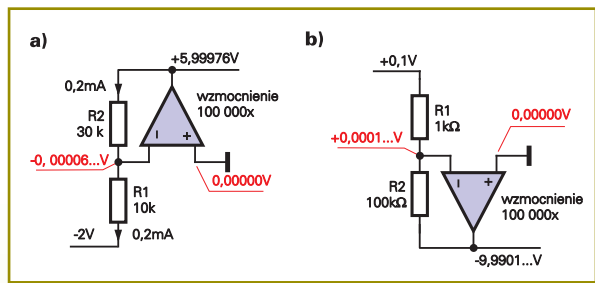 a)
+5,99976V
0,2mA
R2
30 k
wzmocnienie
100 000x
-
+
-0, 00006...V
0,00000V
R1
10k
-2V
0,2mA
b)
+0,1V
R1
1kΩ
0,00000V
+0,0001...V
R2
100kΩ
-
+
wzmocnienie
100 000x
-9,9901...V